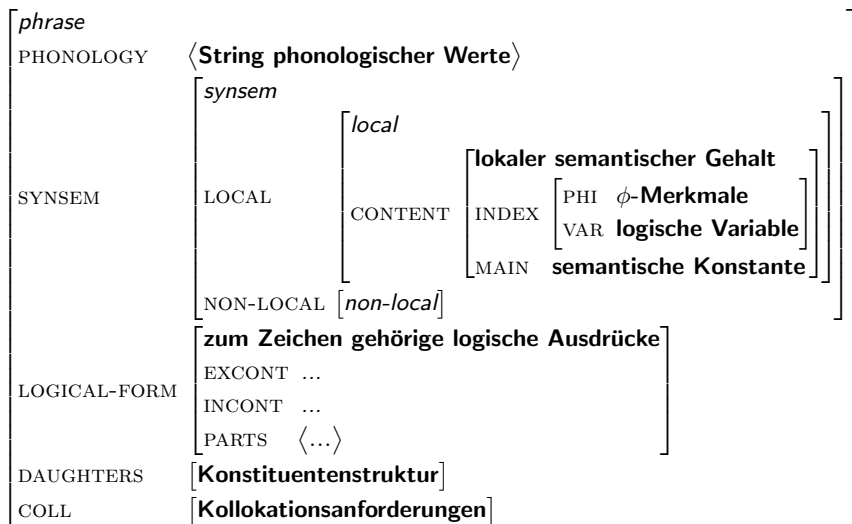 phrase
PHONOLOGY ⟨String phonologischer Werte⟩
synsem
local
lokaler semantischer Gehalt
PHI ϕ-Merkmale
SYNSEM LOCAL CONTENT INDEX
VAR logische Variable
MAIN semantische Konstante
NON-LOCAL [non-local]
zum Zeichen gehörige logische Ausdrücke
EXCONT ...
LOGICAL-FORM
INCONT ...
PARTS ⟨...⟩
DAUGHTERS [Konstituentenstruktur]
COLL [Kollokationsanforderungen]